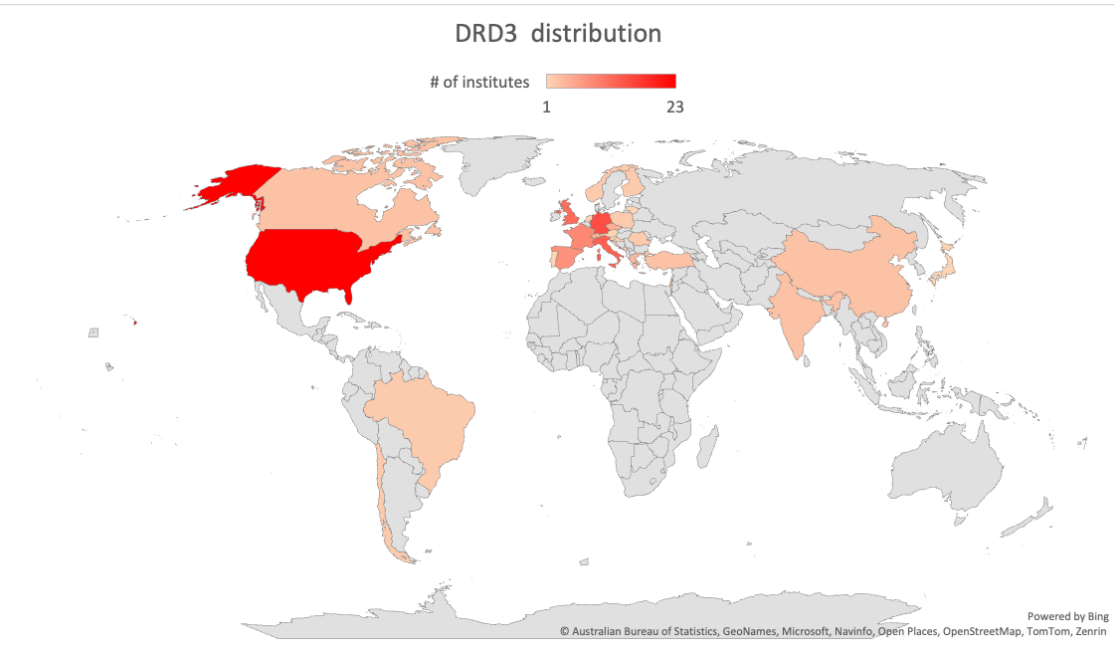 DRD3 distribution
# of institutes
1 23
Powered by Bing
© Australian Bureau of Statistics, GeoNames, Microsoft, Navinfo, Open Places, OpenStreetMap, TomTom, Zenrin